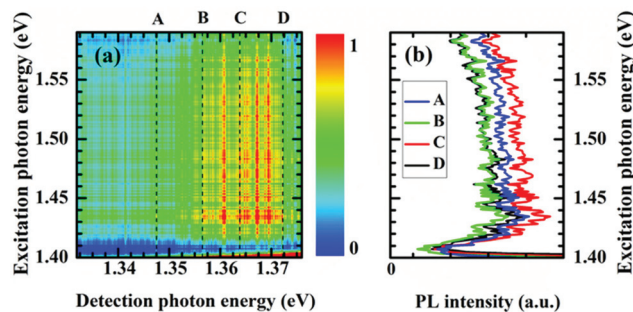 A B C D
(a)
Excitation photon energy (eV)
1.55
1.50
1.45
1.40
1.34 1.35 1.36 1.37
Detection photon energy (eV)
1
0
(b)
A
B
C
D
1.55
1.50
1.45
1.40
0
PL intensity (a.u.)
Excitation photon energy (eV)